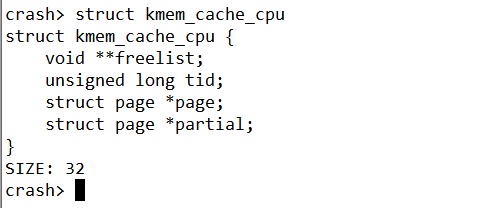 crash> struct kmem_cache_cpu
struct kmem_cache_cpu {
    void **freelist;
    unsigned long tid;
    struct page *page;
    struct page *partial;
}
SIZE: 32
crash>